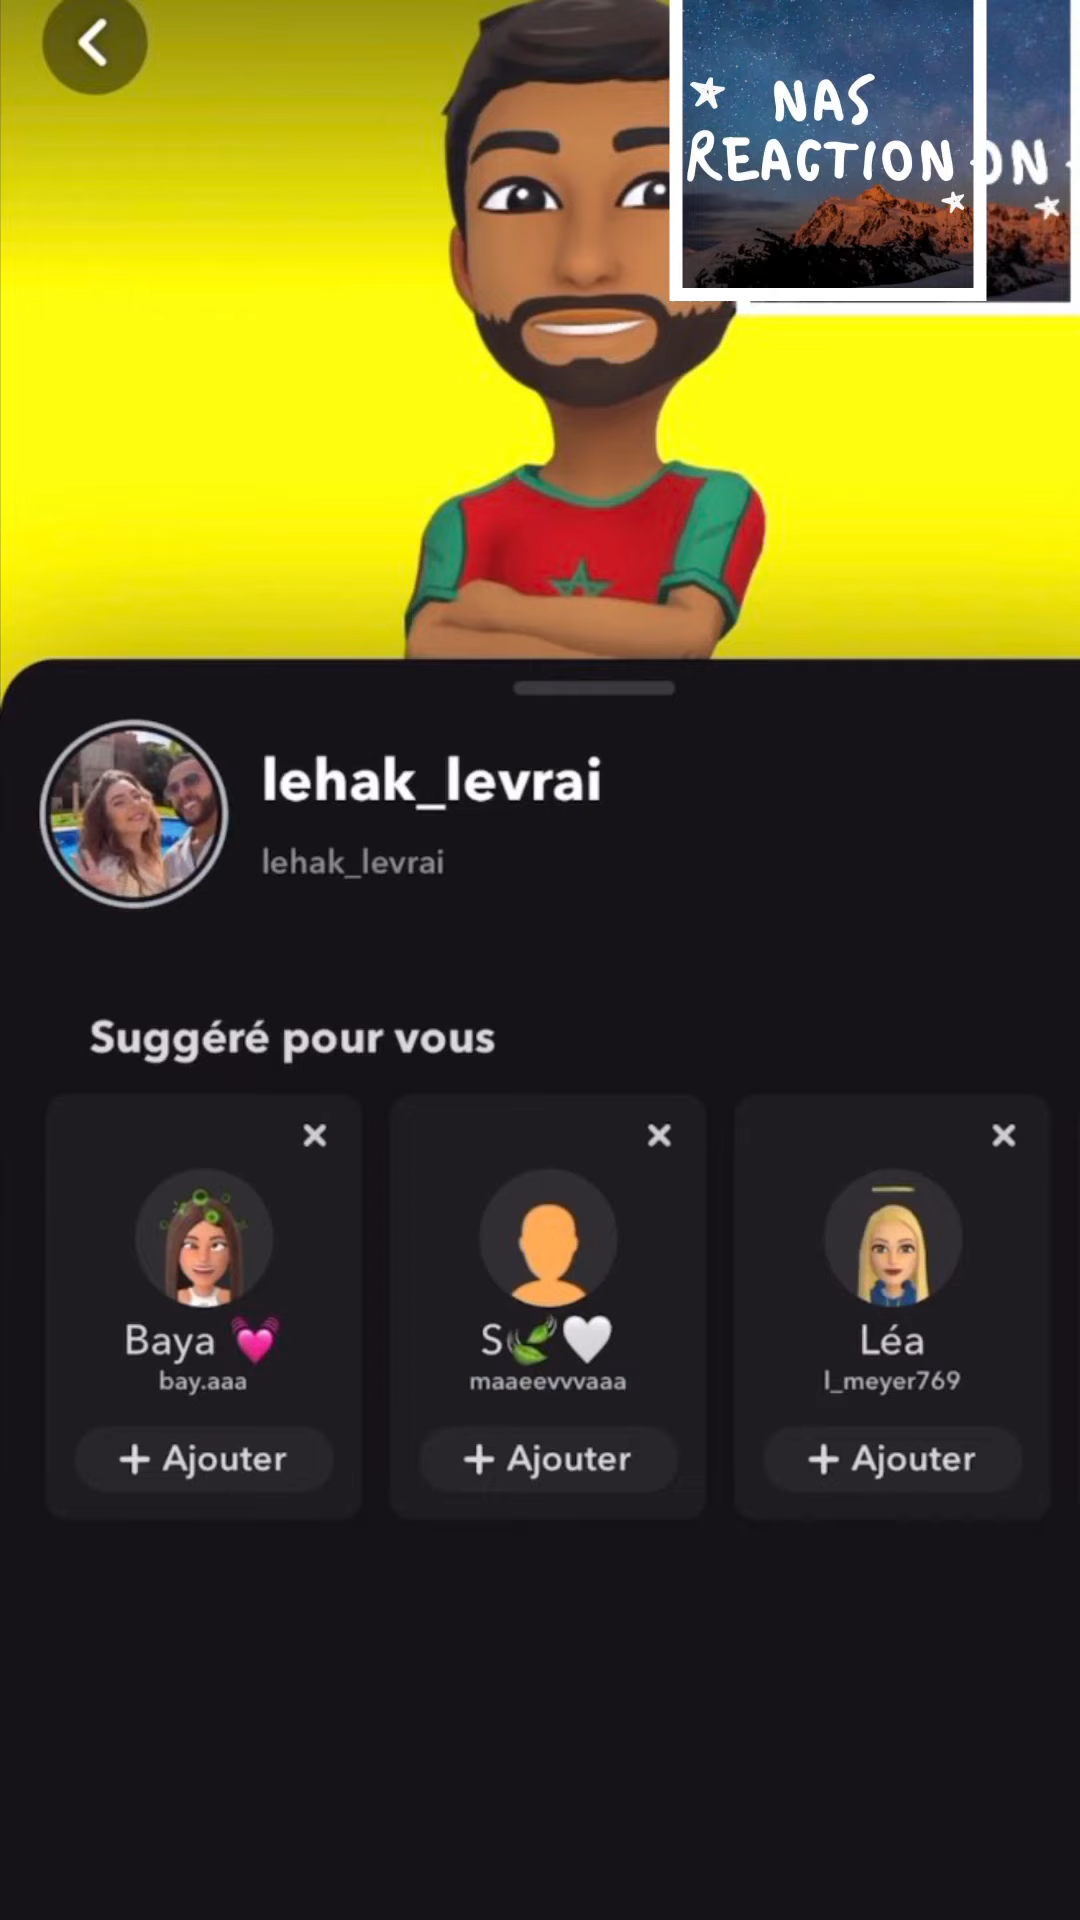 NAS
REACTION
ON
lehak_levrai
lehak_levrai
Suggéré pour vous
Baya 💓
bay.aaa
+ Ajouter
S🍃🤍
maaeevvvaaa
+ Ajouter
Léa
l_meyer769
+ Ajouter